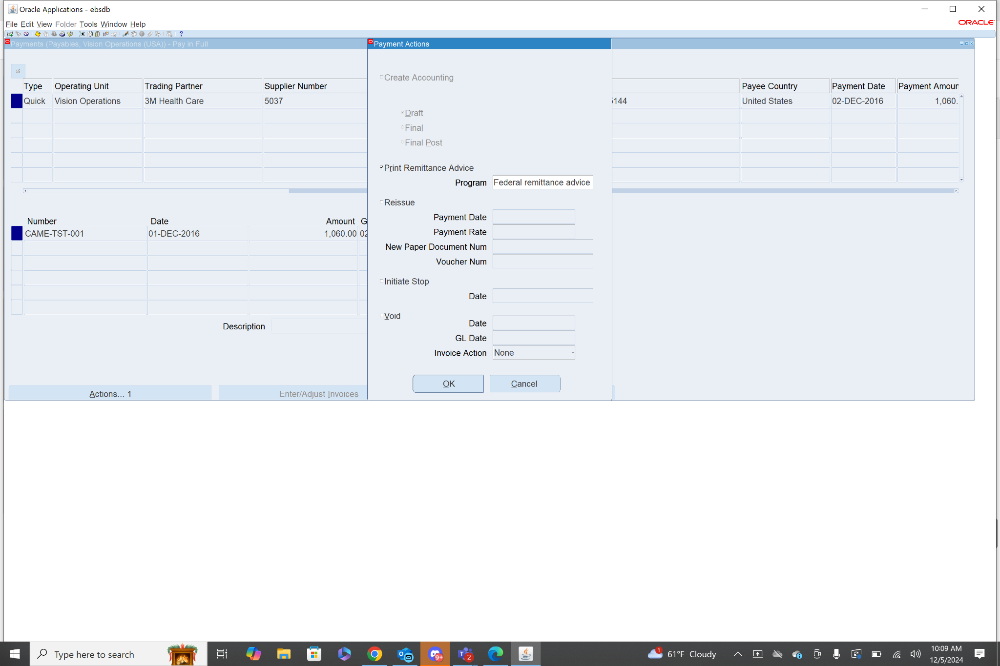 Oracle Applications - ebsdb
File Edit View Folder Tools Window Help
ORACLE
Payments (Payables, Vision Operations (USA)) - Pay in Full
Payment Actions
Type Operating Unit Trading Partner Supplier Number Payee Country Payment Date Payment Amoun
Quick Vision Operations 3M Health Care 5037 5144 United States 02-DEC-2016 1,060.
Create Accounting
Draft
Final
Final Post
Print Remittance Advice
Program Federal remittance advice
Reissue
Payment Date
Payment Rate
New Paper Document Num
Voucher Num
Initiate Stop
Date
Void
Date
GL Date
Invoice Action None
OK Cancel
Number Date Amount G
CAME-TST-001 01-DEC-2016 1,060.00 02
Description
Actions... 1 Enter/Adjust Invoices
Type here to search
9+
2
1
61°F Cloudy
10:09 AM
12/5/2024